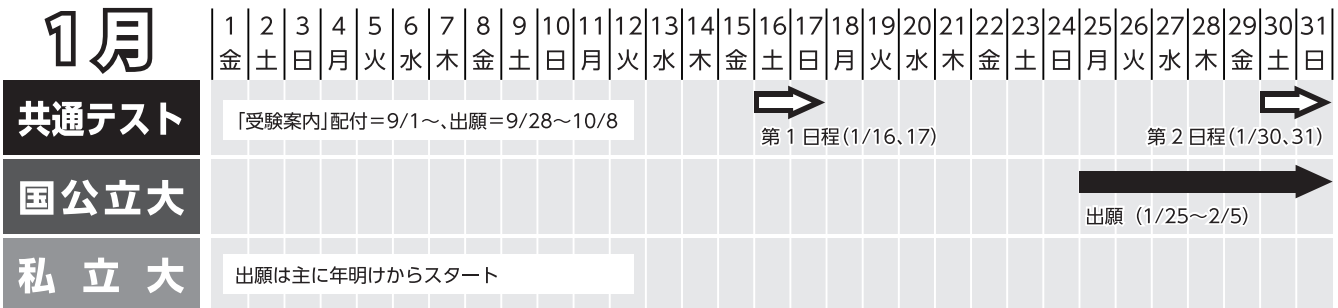 1月
1 2 3 4 5 6 7 8 9 10 11 12 13 14 15 16 17 18 19 20 21 22 23 24 25 26 27 28 29 30 31
金 土 日 月 火 水 木 金 土 日 月 火 水 木 金 土 日 月 火 水 木 金 土 日 月 火 水 木 金 土 日
共通テスト
「受験案内」配付=9/1~、出願=9/28~10/8
第1日程(1/16、17)
第2日程(1/30、31)
国公立大
出願 (1/25~2/5)
私立大
出願は主に年明けからスタート